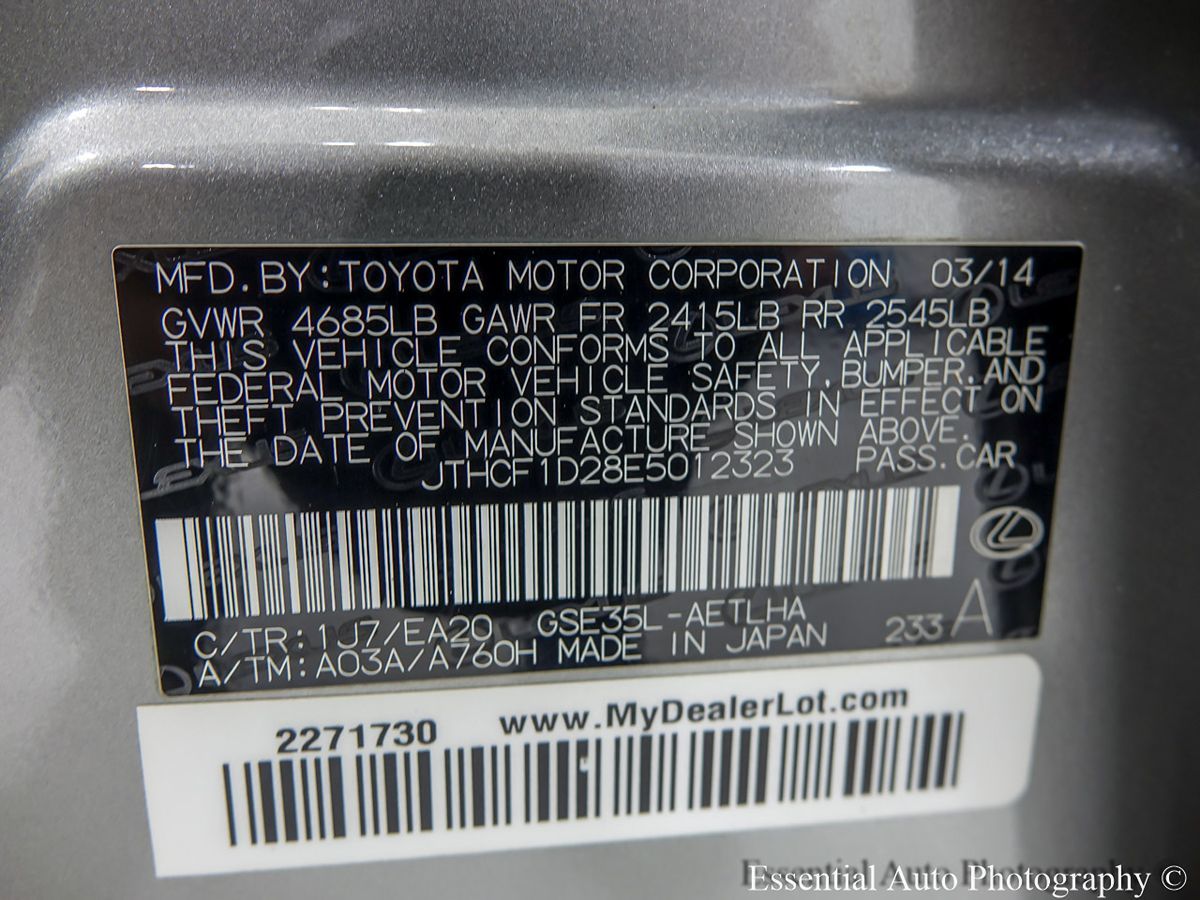 MFD. BY: TOYOTA MOTOR CORPORATION 03/14
GVWR 4685LB GAWR FR 2415LB RR 2545LB
THIS VEHICLE CONFORMS TO ALL APPLICABLE
FEDERAL MOTOR VEHICLE SAFETY, BUMPER, AND
THEFT PREVENTION STANDARDS IN EFFECT ON
THE DATE OF MANUFACTURE SHOWN ABOVE.
JTHCF1D28E5012323 PASS. CAR
C/TR: 1J7/EA20 GSE35L-AETLHA
A/TM: A03A/A760H MADE IN JAPAN 233 A
2271730 www.MyDealerLot.com
Essential Auto Photography ©